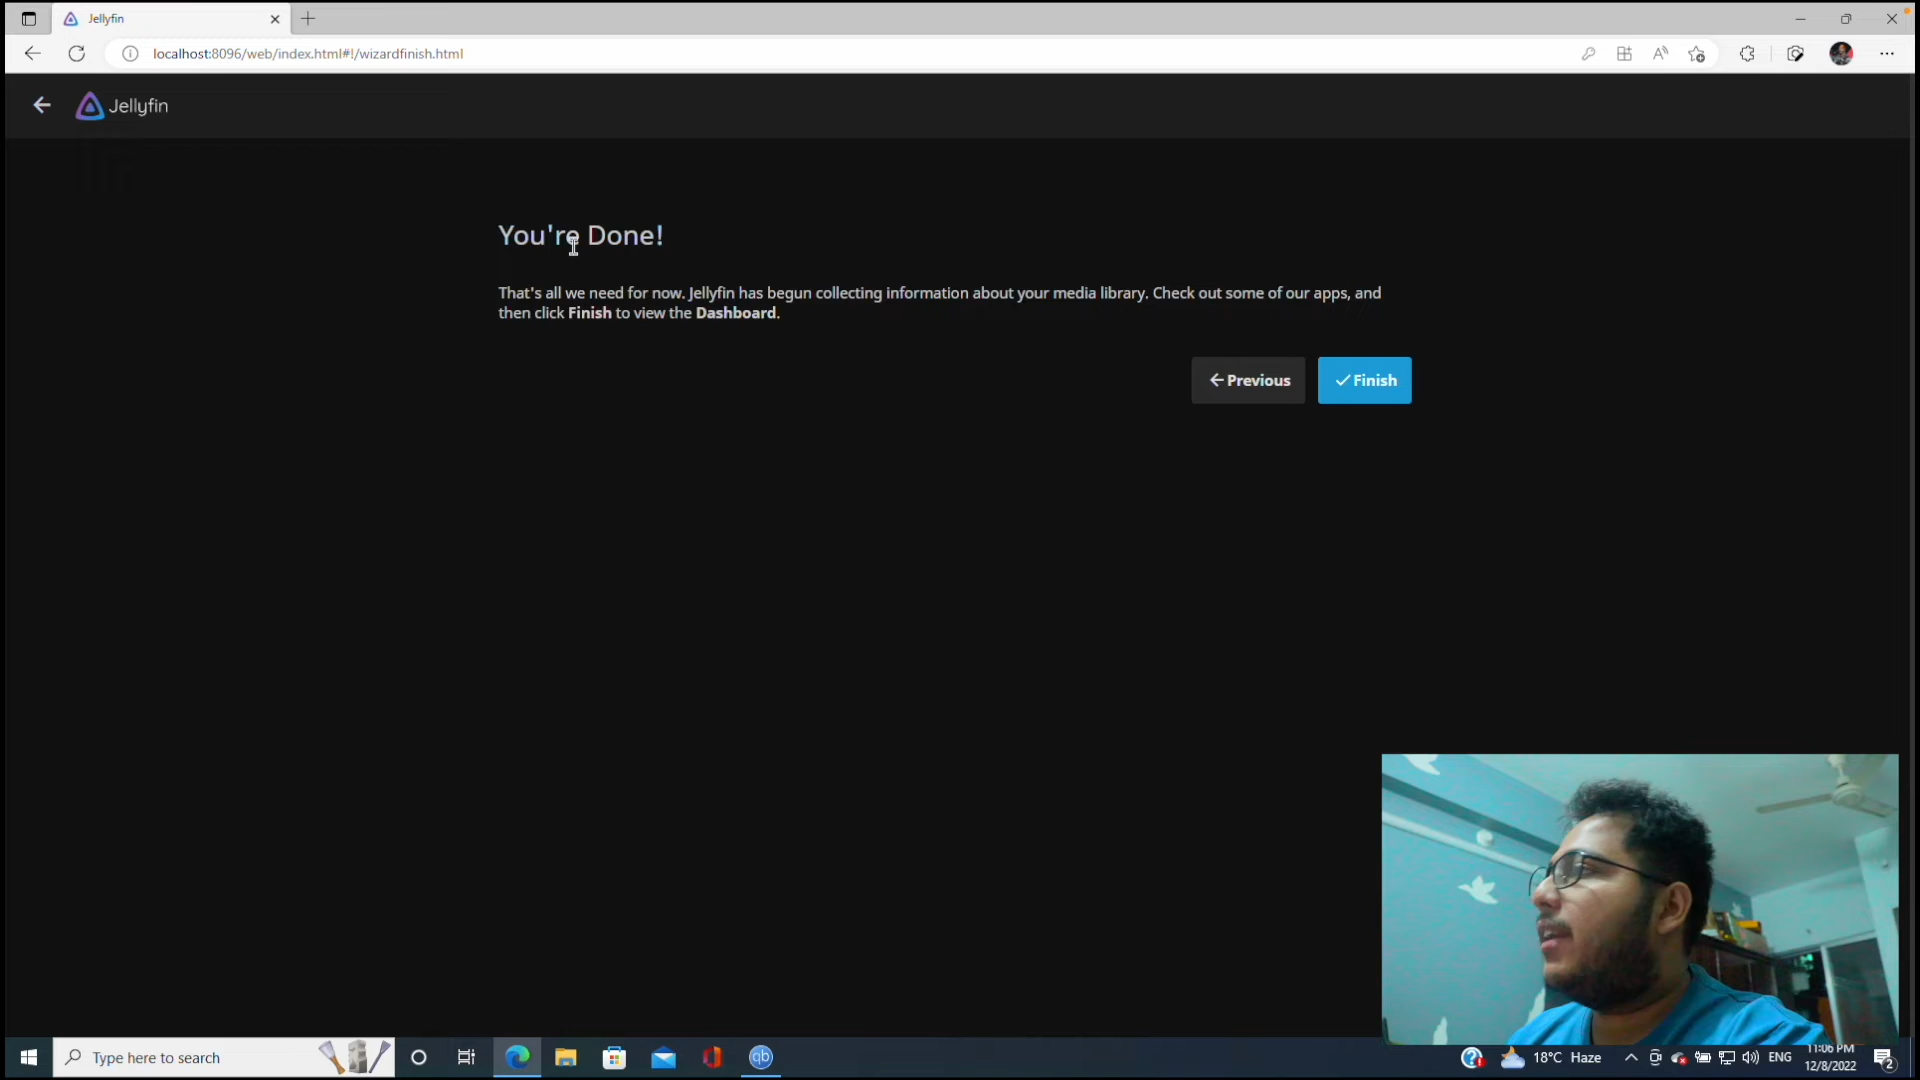 Jellyfin
localhost:8096/web/index.html#!/wizardfinish.html
Jellyfin
You're Done!
That's all we need for now. Jellyfin has begun collecting information about your media library. Check out some of our apps, and
then click Finish to view the Dashboard.
Previous
Finish
Type here to search
qb
18°C Haze
ENG
11:06 PM
12/8/2022
2